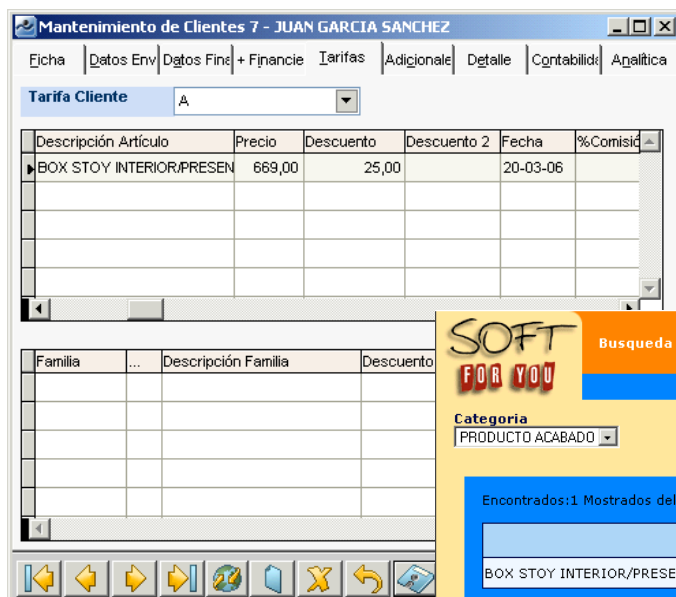 Mantenimiento de Clientes 7 - JUAN GARCIA SANCHEZ
Ficha Datos Env Datos Fina + Financie Tarifas Adicionale Detalle Contabilida Analítica
Tarifa Cliente A
Descripción Artículo Precio Descuento Descuento 2 Fecha %Comisió
BOX STOY INTERIOR/PRESEN 669,00 25,00 20-03-06
Familia ... Descripción Familia Descuento
SOFT
FOR YOU
Busqueda
Categoria
PRODUCTO ACABADO
Encontrados:1 Mostrados del
BOX STOY INTERIOR/PRESE